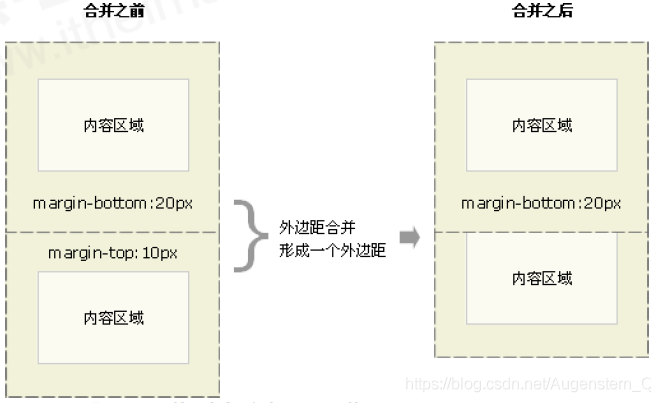 合并之前
合并之后
内容区域
内容区域
margin-bottom:20px
margin-bottom:20px
外边距合并
形成一个外边距
margin-top:10px
内容区域
内容区域
https://blog.csdn.net/Augenstern_Q